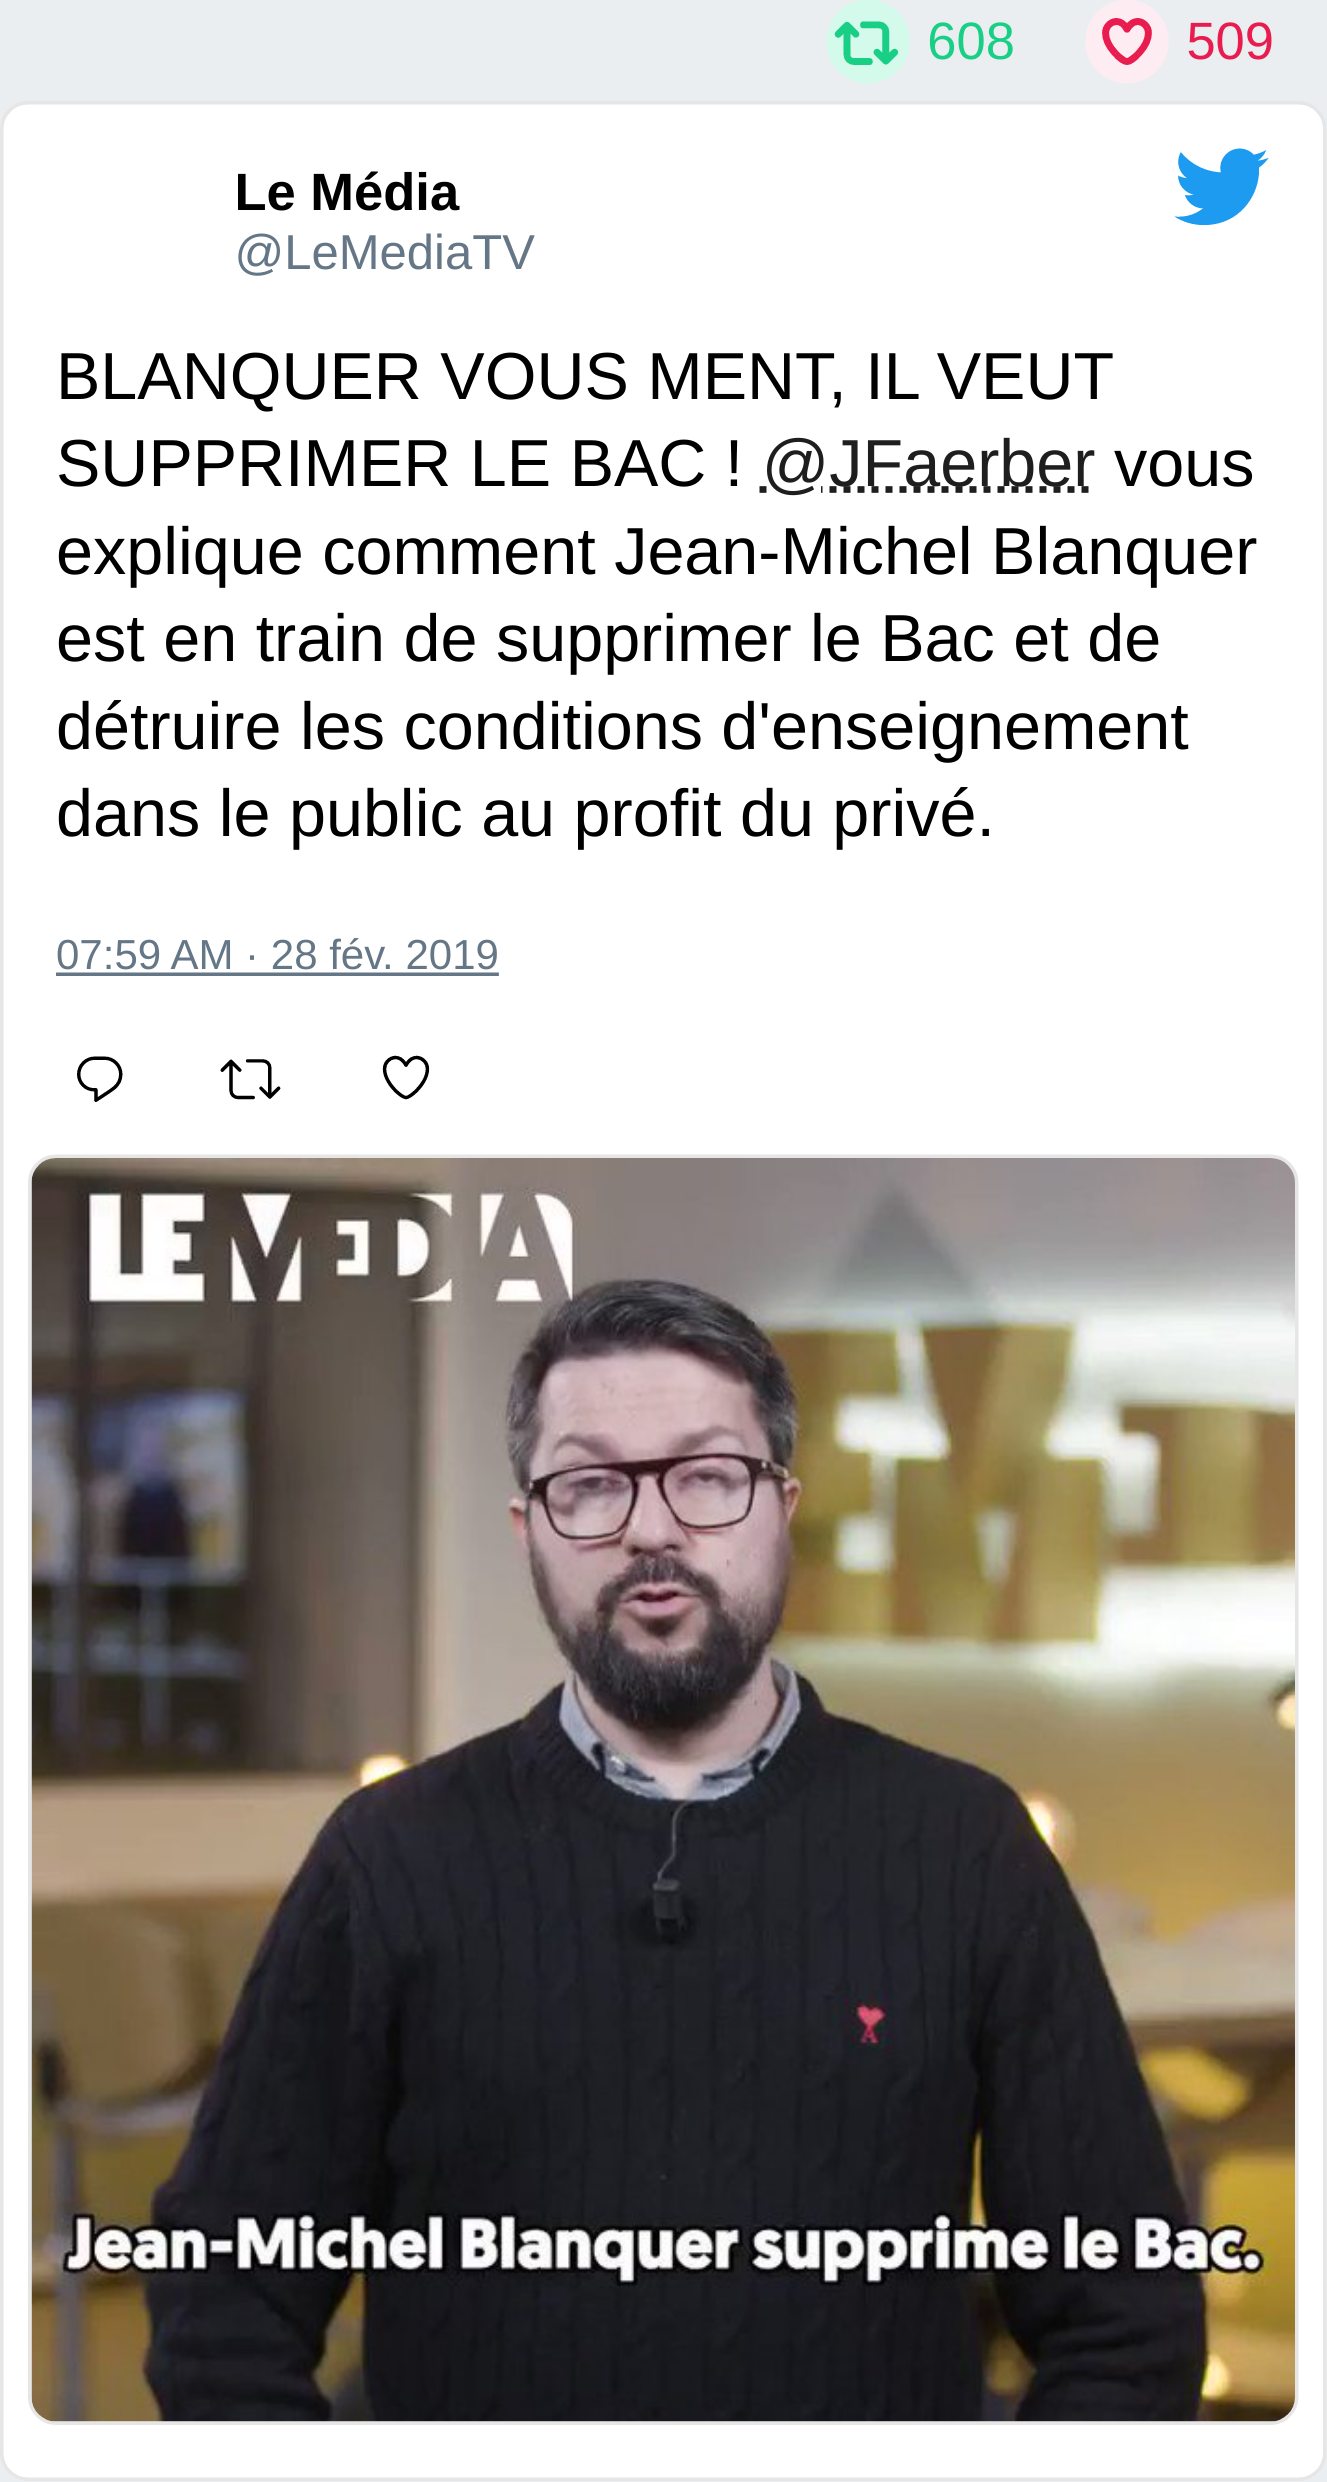 608 509
Le Média
@LeMediaTV
BLANQUER VOUS MENT, IL VEUT
SUPPRIMER LE BAC ! @JFaerber vous
explique comment Jean-Michel Blanquer
est en train de supprimer le Bac et de
détruire les conditions d'enseignement
dans le public au profit du privé.
07:59 AM · 28 fév. 2019
LE MEDIA
A
Jean-Michel Blanquer supprime le Bac.